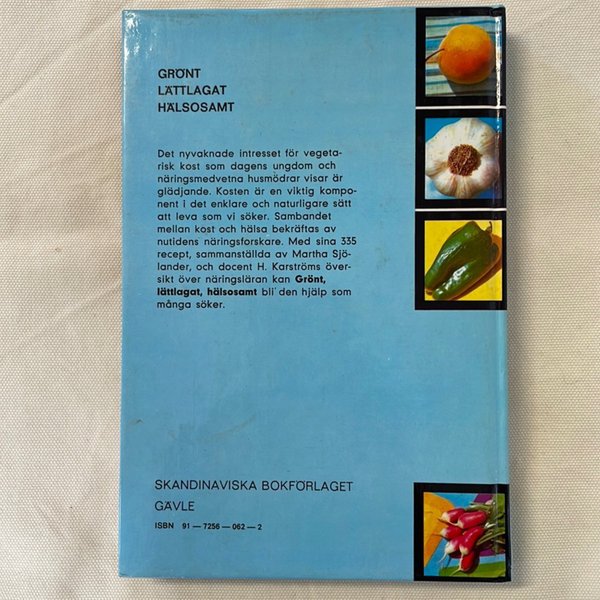 GRÖNT
LÄTTLAGAT
HÄLSOSAMT
Det nyvaknade intresset för vegeta-
risk kost som dagens ungdom och
näringsmedvetna husmödrar visar är
glädjande. Kosten är en viktig kompo-
nent i det enklare och naturligare sätt
att leva som vi söker. Sambandet
mellan kost och hälsa bekräftas av
nutidens näringsforskare. Med sina 335
recept, sammanställda av Martha Sjö-
lander, och docent H. Karströms över-
sikt över näringsläran kan Grönt,
lättlagat, hälsosamt bli den hjälp som
många söker.
SKANDINAVISKA BOKFÖRLAGET
GÄVLE
ISBN 91 — 7256 — 062 — 2